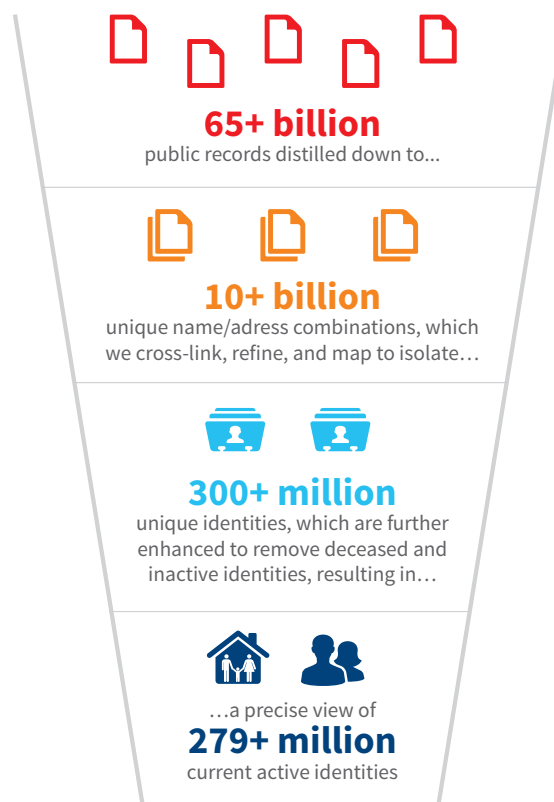 65+ billion
public records distilled down to...
10+ billion
unique name/adress combinations, which
we cross-link, refine, and map to isolate…
300+ million
unique identities, which are further
enhanced to remove deceased and
inactive identities, resulting in…
…a precise view of
279+ million
current active identities